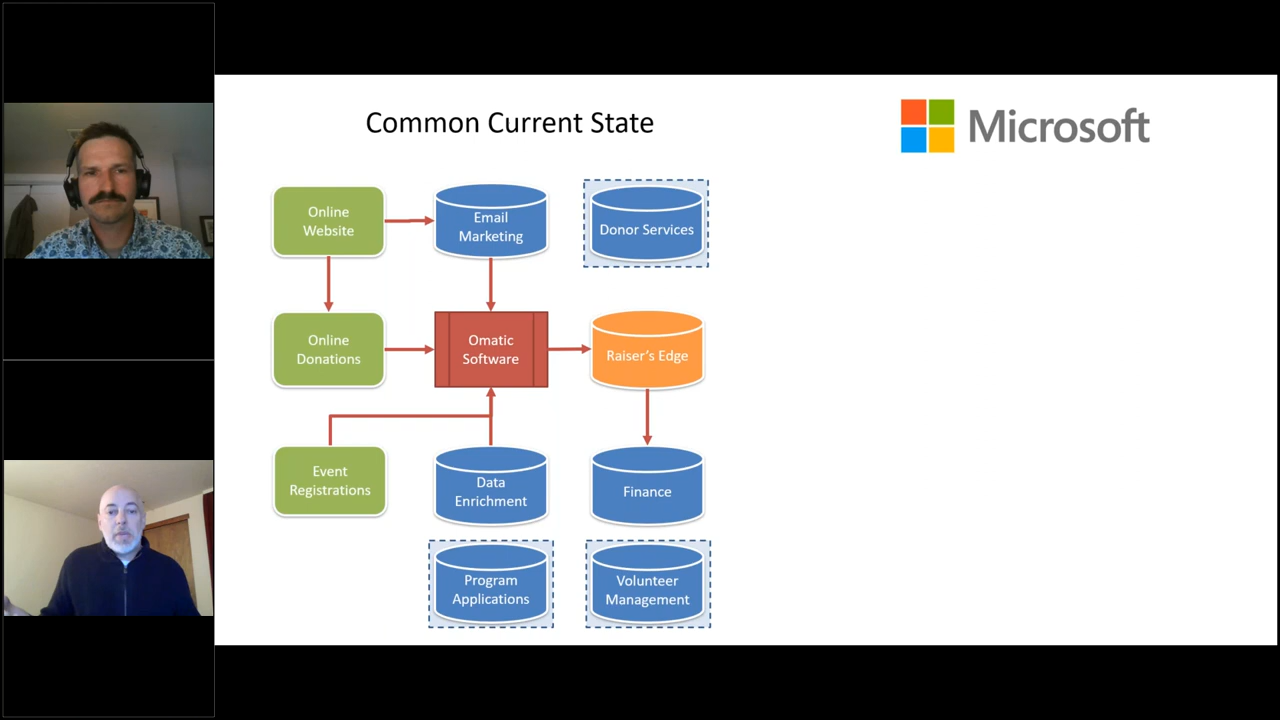 Common Current State
Microsoft
Online
Website
Email
Marketing
Donor Services
Online
Donations
Omatic
Software
Raiser's Edge
Event
Registrations
Data
Enrichment
Finance
Program
Applications
Volunteer
Management